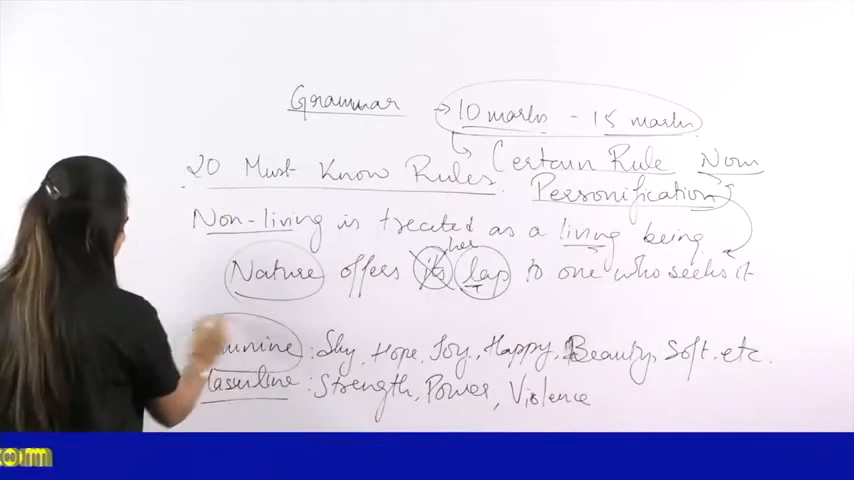 Grammar → 10 marks - 15 marks
20 Must Know Rules Certain Rule Noun
Personification
Non-living is treated as a living being
her
Nature offers its lap to one who seeks it
: Sky, Hope, Joy, Happy, Beauty, Soft. etc.
: Strength, Power, Violence